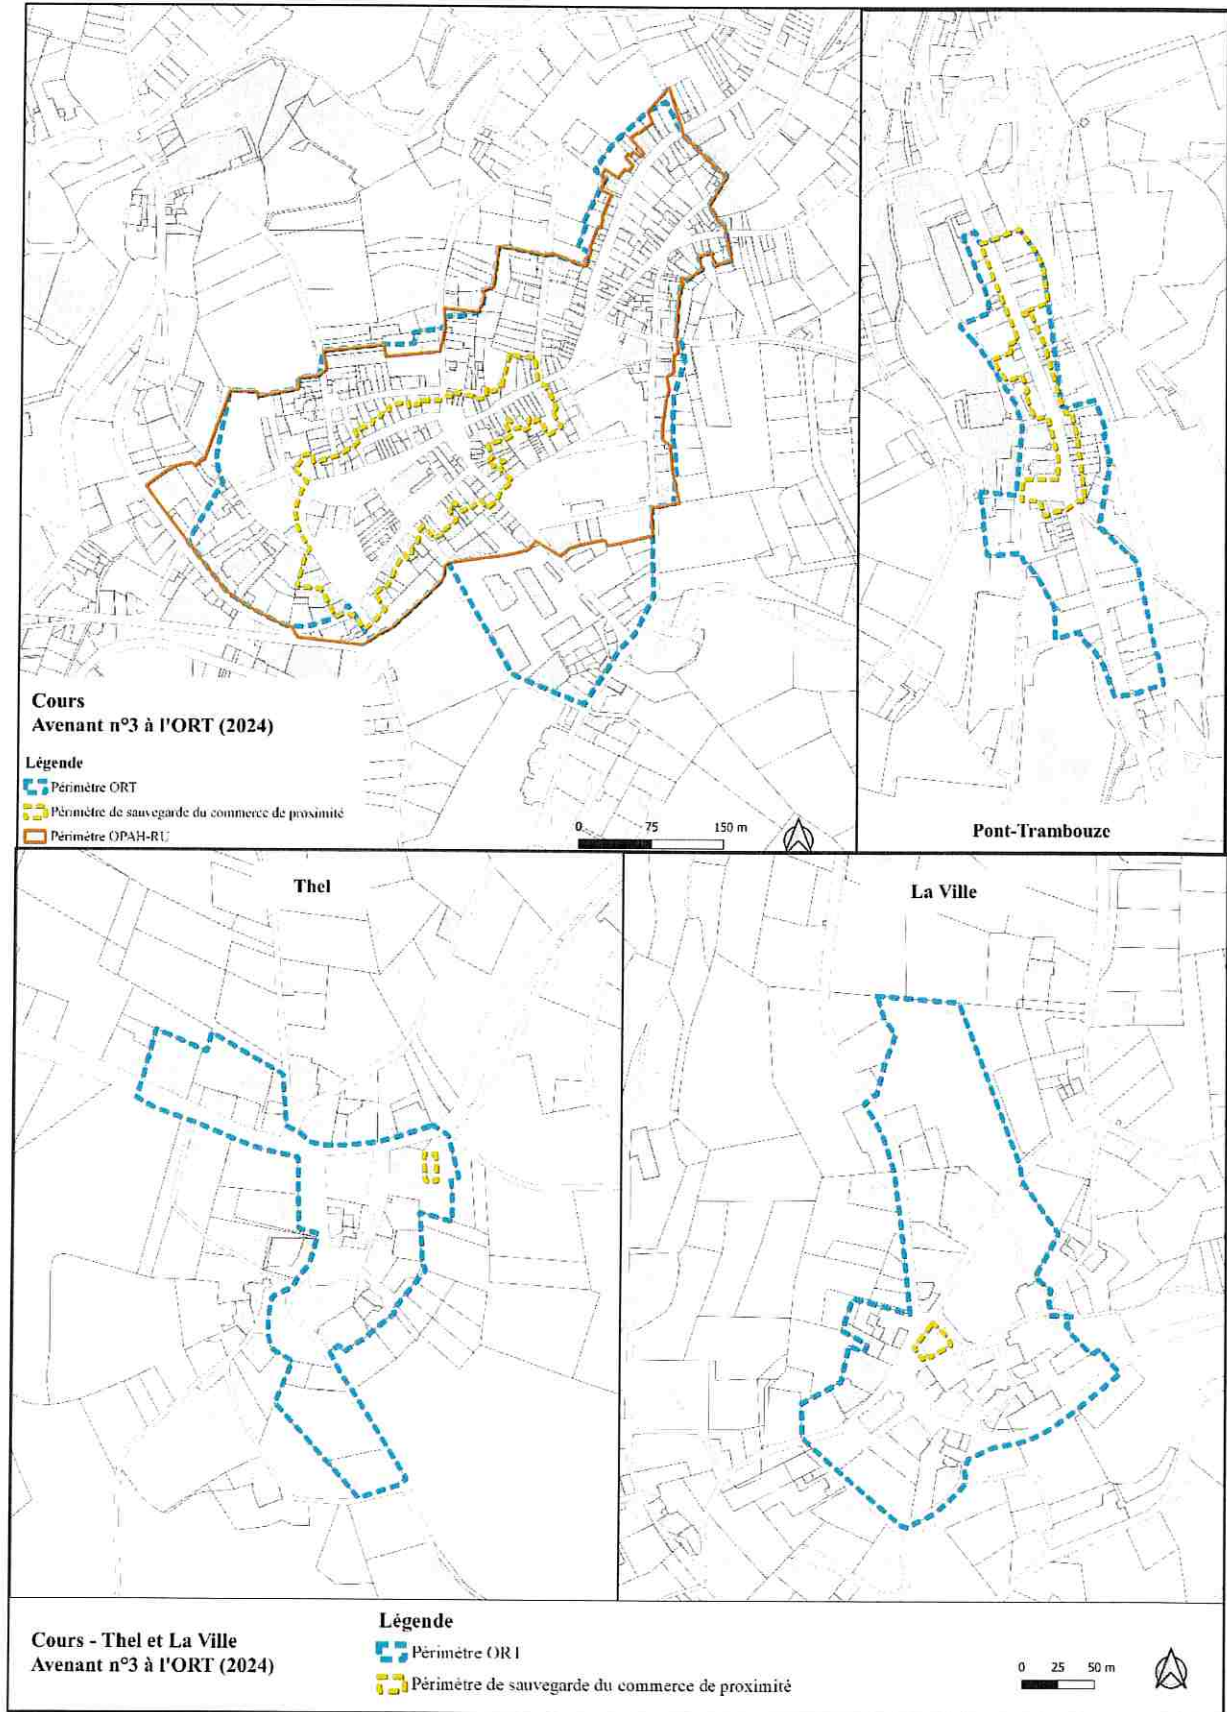 Cours
Avenant n°3 à l'ORT (2024)
Légende
Périmètre ORT
Périmètre de sauvegarde du commerce de proximité
Périmètre OPAH-RU
0 75 150 m
Pont-Trambouze
Thel
La Ville
Cours - Thel et La Ville
Avenant n°3 à l'ORT (2024)
Légende
Périmètre ORT
Périmètre de sauvegarde du commerce de proximité
0 25 50 m